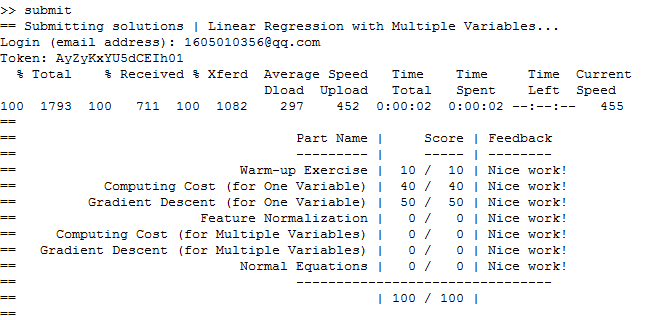 >> submit
== Submitting solutions | Linear Regression with Multiple Variables...
Login (email address): 1605010356@qq.com
Token: AyZyKxYU5dCEIh01
% Total % Received % Xferd Average Speed Time Time Time Current
Dload Upload Total Spent Left Speed
100 1793 100 711 100 1082 297 452 0:00:02 0:00:02 --:--:-- 455
==
== Part Name | Score | Feedback
== --------- | ----- | --------
== Warm-up Exercise | 10 / 10 | Nice work!
== Computing Cost (for One Variable) | 40 / 40 | Nice work!
== Gradient Descent (for One Variable) | 50 / 50 | Nice work!
== Feature Normalization | 0 / 0 | Nice work!
== Computing Cost (for Multiple Variables) | 0 / 0 | Nice work!
== Gradient Descent (for Multiple Variables) | 0 / 0 | Nice work!
== Normal Equations | 0 / 0 | Nice work!
== --------------------------------
== | 100 / 100 |
==